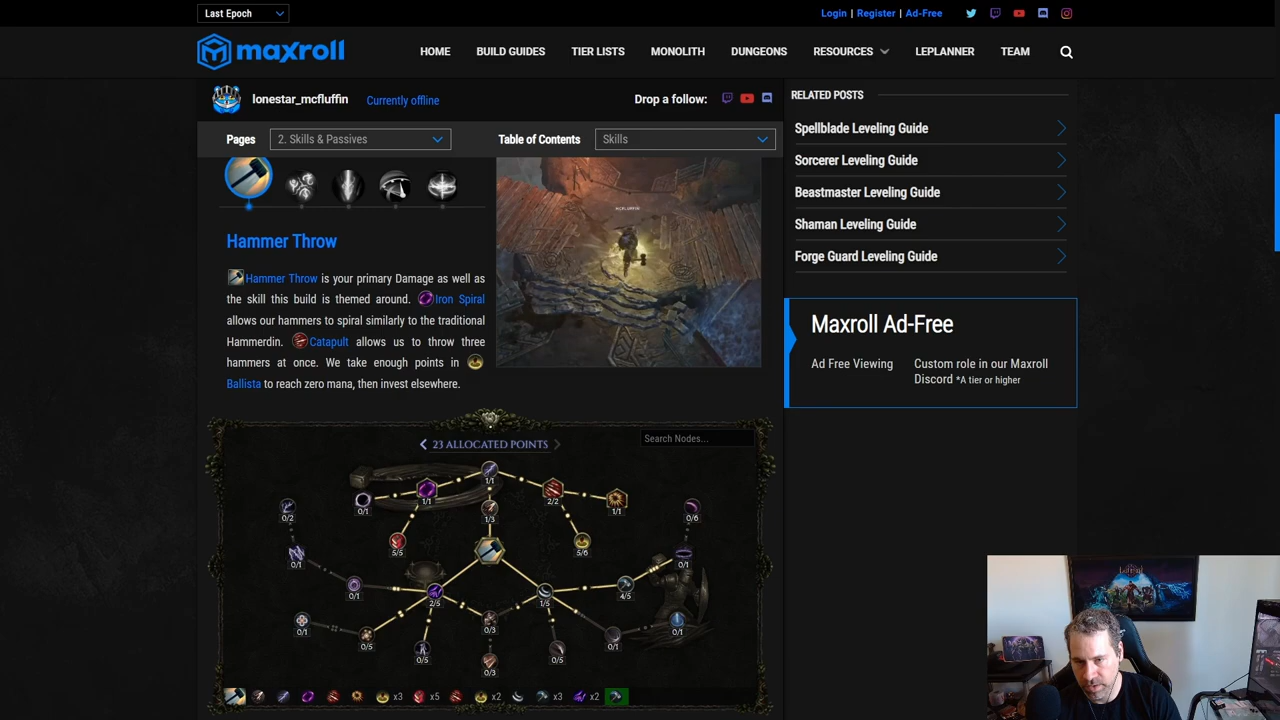 Last Epoch
Login | Register | Ad-Free
maxroll
HOME
BUILD GUIDES
TIER LISTS
MONOLITH
DUNGEONS
RESOURCES
LEPLANNER
TEAM
lonestar_mcfluffin
Currently offline
Drop a follow:
Pages
2. Skills & Passives
Table of Contents
Skills
Hammer Throw
Hammer Throw is your primary Damage as well as
the skill this build is themed around. Iron Spiral
allows our hammers to spiral similarly to the traditional
Hammerdin. Catapult allows us to throw three
hammers at once. We take enough points in
Ballista to reach zero mana, then invest elsewhere.
MCFLUFFIN
RELATED POSTS
Spellblade Leveling Guide
Sorcerer Leveling Guide
Beastmaster Leveling Guide
Shaman Leveling Guide
Forge Guard Leveling Guide
Maxroll Ad-Free
Ad Free Viewing
Custom role in our Maxroll
Discord *A tier or higher
23 ALLOCATED POINTS
Search Nodes...
1/1
0/1
1/1
2/2
1/1
0/2
1/3
0/6
5/5
5/6
0/1
0/1
0/1
2/5
1/5
4/5
0/1
0/5
0/3
0/1
0/1
0/5
0/5
0/3
x3
x5
x2
x3
x2